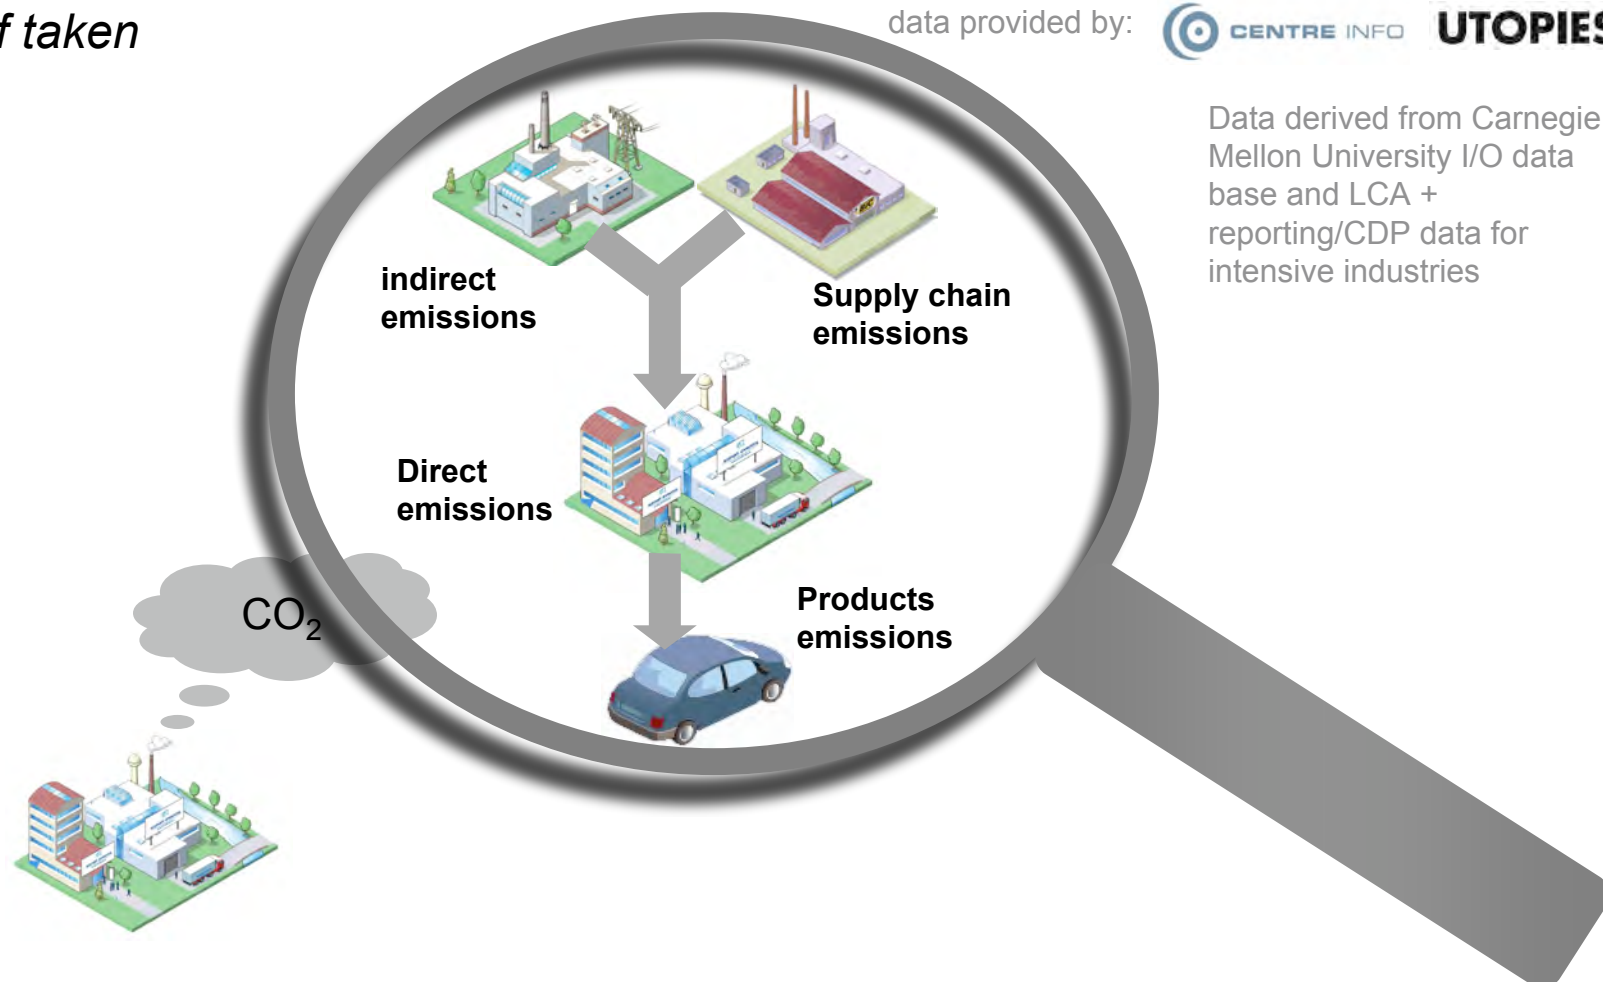 f taken
data provided by:
CENTRE INFO
UTOPIES
Data derived from Carnegie
Mellon University I/O data
base and LCA +
reporting/CDP data for
intensive industries
indirect
emissions
Supply chain
emissions
Direct
emissions
Products
emissions
CO₂